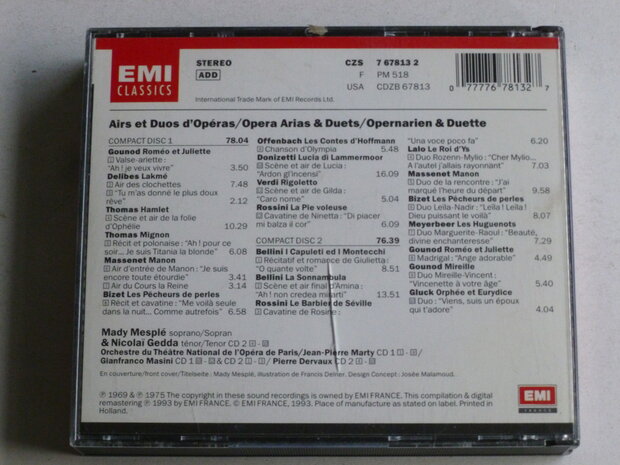 EMI
CLASSICS
STEREO
ADD
CZS 7 67813 2
F PM 518
USA CDZB 67813
0 77776 78132 7
International Trade Mark of EMI Records Ltd.
Airs et Duos d'Opéras/Opera Arias & Duets/Opernarien & Duette
COMPACT DISC 1 78.04
Gounod Roméo et Juliette
Valse-ariette:
"Ah! je veux vivre" 3.50
Delibes Lakmé
Air des clochettes 7.48
"Tu m'as donné le plus doux
rêve" 2.12
Thomas Hamlet
Scène et air de la folie
d'Ophélie 10.29
Thomas Mignon
Récit et polonaise: "Ah! pour ce
soir... Je suis Titania la blonde" 6.08
Massenet Manon
Air d'entrée de Manon: "Je suis
encore toute étourdie" 3.41
Air du Cours la Reine 3.14
Bizet Les Pêcheurs de perles
Récit et cavatine: "Me voilà seule
dans la nuit... Comme autrefois" 6.58
Offenbach Les Contes d'Hoffmann
Chanson d'Olympia 5.48
Donizetti Lucia di Lammermoor
Scène et air de Lucia:
"Ardon gl'incensi" 16.09
Verdi Rigoletto
Scène et air de Gilda:
"Caro nome" 5.04
Rossini La Pie voleuse
Cavatine de Ninetta: "Di piacer
mi balza il cor" 6.09
COMPACT DISC 2 76.39
Bellini I Capuleti ed i Montecchi
Récitatif et romance de Giulietta:
"O quante volte" 8.51
Bellini La Sonnambula
Scène et air final d'Amina:
"Ah! non credea mirarti" 13.51
Rossini Le Barbier de Séville
Cavatine de Rosine:
"Una voce poco fa" 6.20
Lalo Le Roi d'Ys
Duo Rozenn-Mylio: "Cher Mylio...
A l'autel j'allais rayonnant" 7.03
Massenet Manon
Duo de la rencontre: "J'ai
marqué l'heure du départ" 9.58
Bizet Les Pêcheurs de perles
Duo Leïla-Nadir: "Leïla! Leïla!
Dieu puissant le voilà" 8.07
Meyerbeer Les Huguenots
Duo Marguerite-Raoul: "Beauté,
divine enchanteresse" 7.29
Gounod Roméo et Juliette
Madrigal: "Ange adorable" 4.49
Gounod Mireille
Duo Mireille-Vincent:
"Vincenette à votre âge" 5.40
Gluck Orphée et Eurydice
Duo: "Viens, suis un époux
qui t'adore" 4.04
Mady Mesplé soprano/Sopran
& Nicolaï Gedda ténor/Tenor CD 2
Orchestre du Théâtre National de l'Opéra de Paris/Jean-Pierre Marty CD 1
Gianfranco Masini CD 1 & CD 2 / Pierre Dervaux CD 2
En couverture/front cover/Titelseite: Mady Mesplé, illustration de Francis Dellner. Design Concept: Josée Malamoud.
℗ 1969 & ℗ 1975 The copyright in these sound recordings is owned by EMI FRANCE. This compilation & digital
remastering ℗ 1993 by EMI FRANCE. © EMI FRANCE, 1993. Place of manufacture as stated on label. Printed in
Holland.
EMI
FRANCE